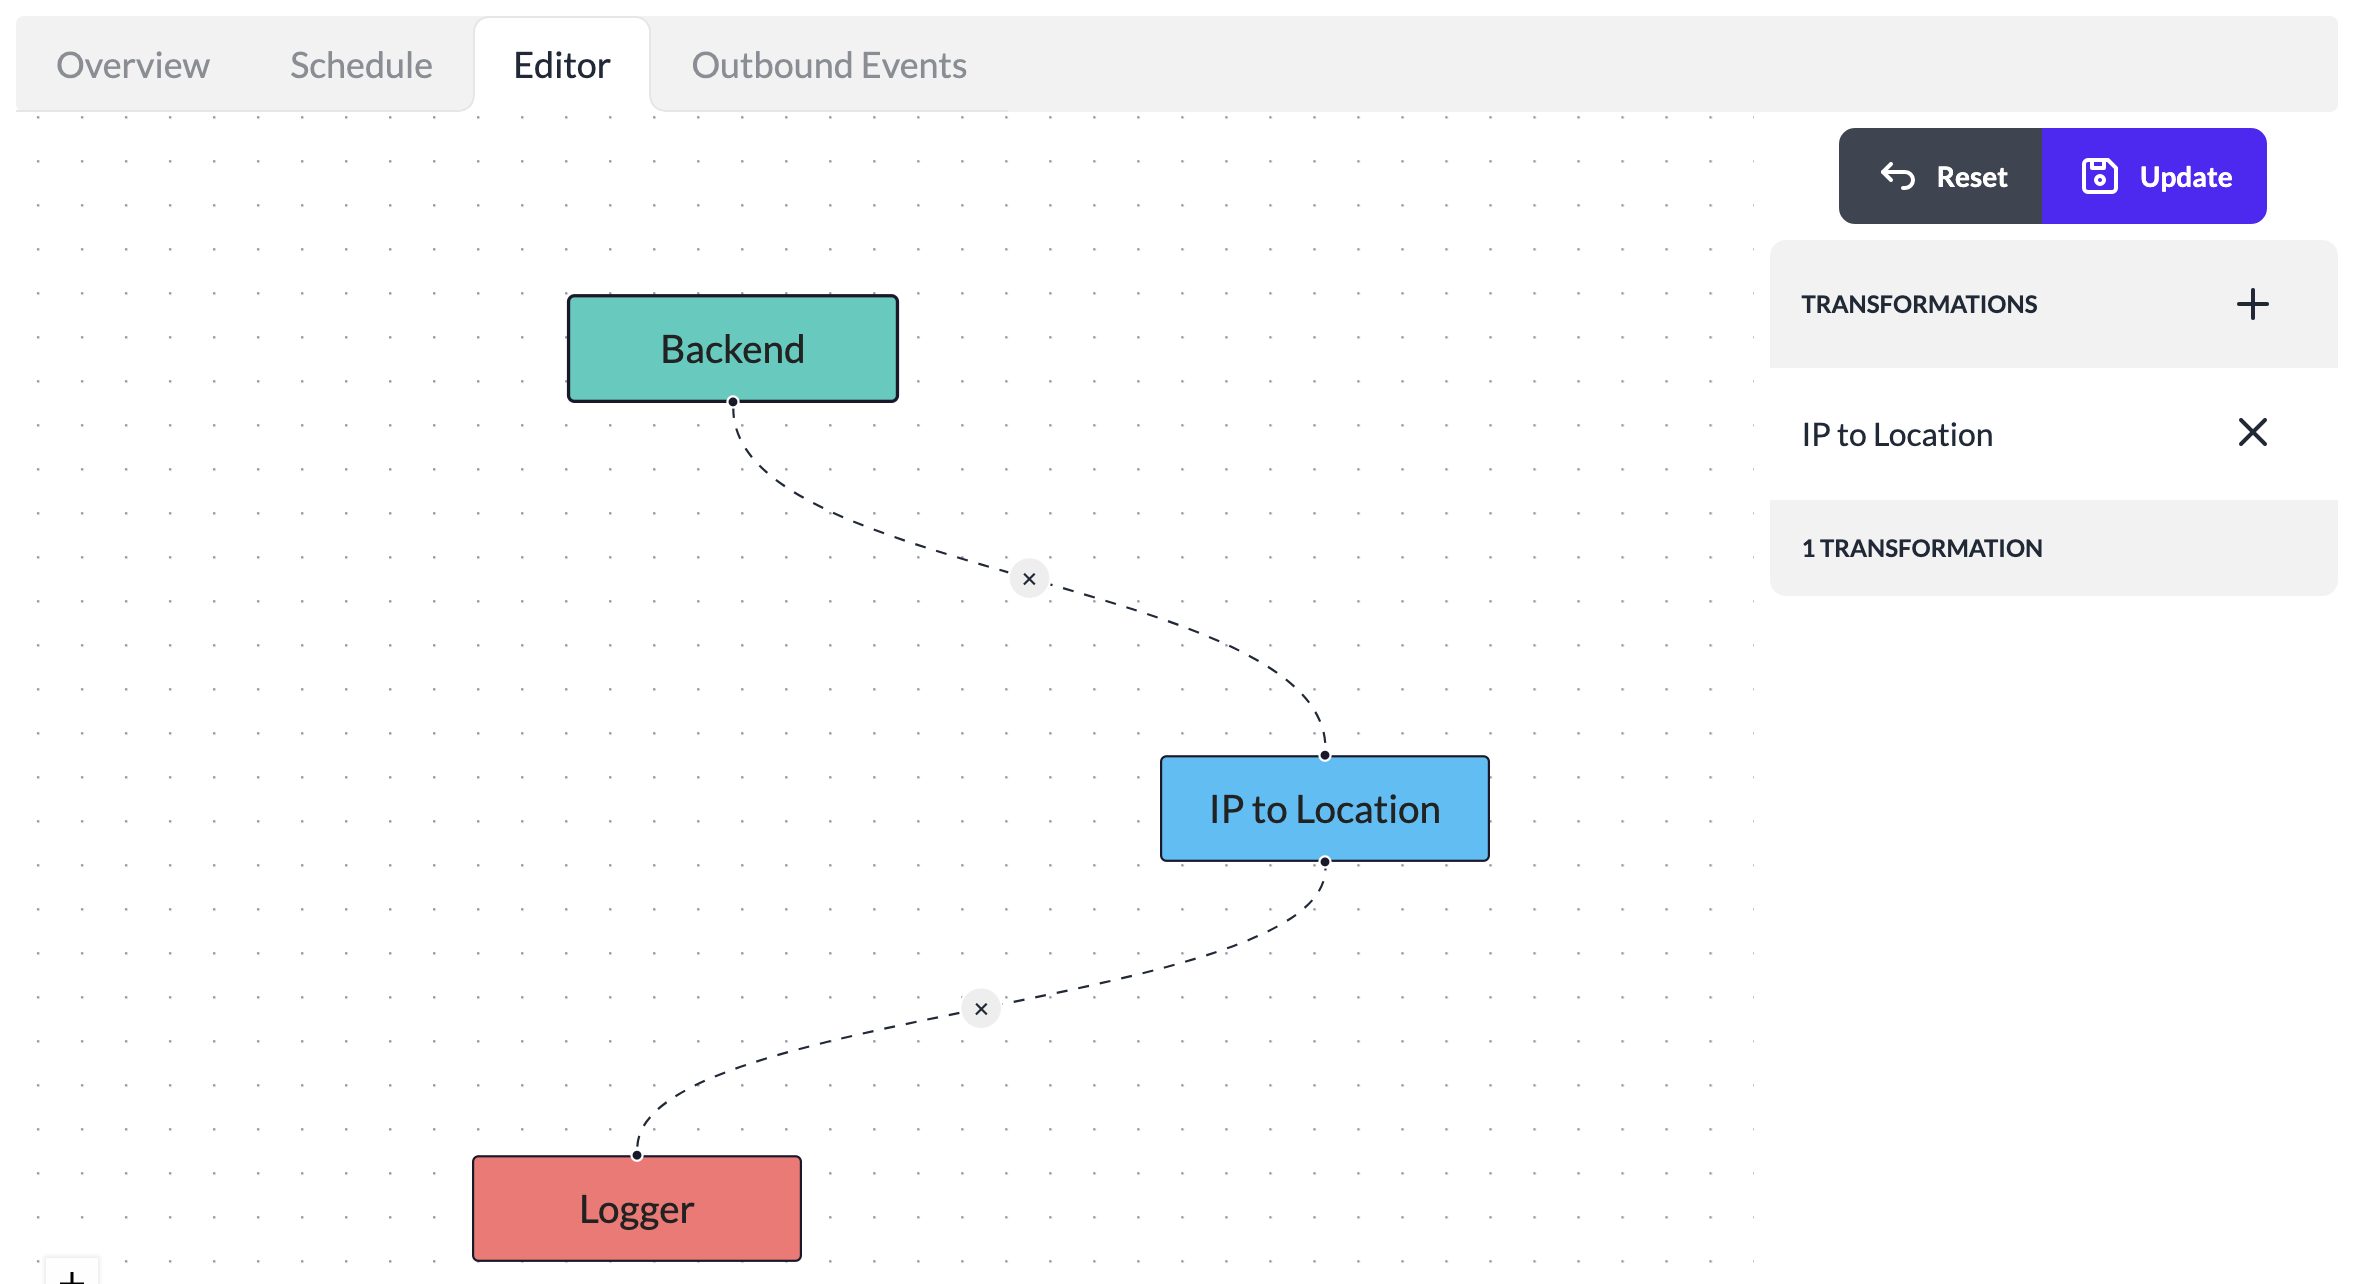 Overview
Schedule
Editor
Outbound Events
Reset
Update
TRANSFORMATIONS
IP to Location
1 TRANSFORMATION
Backend
IP to Location
Logger